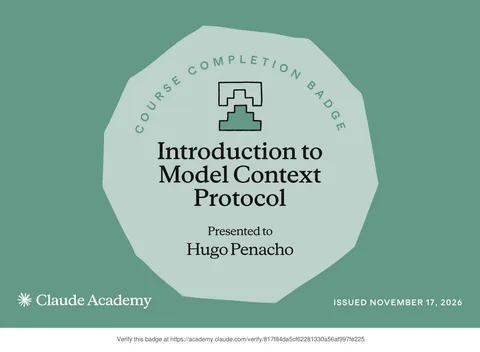 COURSE COMPLETION BADGE
Introduction to
Model Context
Protocol
Presented to
Hugo Penacho
Claude Academy
ISSUED NOVEMBER 17, 2026
Verify this badge at https://academy.claude.com/verify/817f84da5cf62281330a56af997fe225